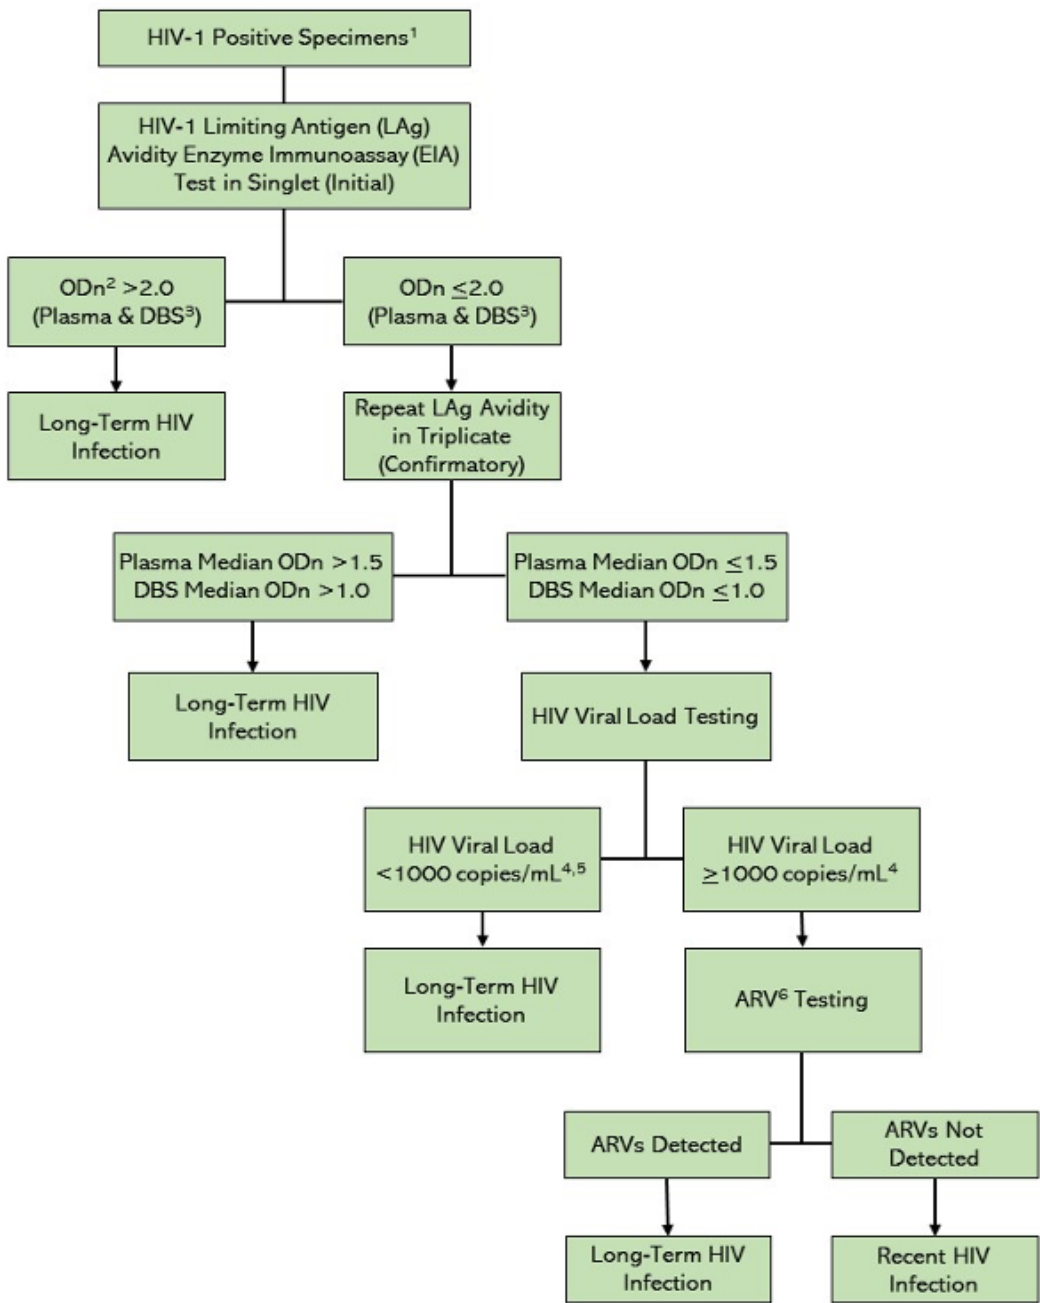 HIV-1 Positive Specimens¹
HIV-1 Limiting Antigen (LAg)
Avidity Enzyme Immunoassay (EIA)
Test in Singlet (Initial)
ODn² >2.0
(Plasma & DBS³)
ODn ≤2.0
(Plasma & DBS³)
Long-Term HIV
Infection
Repeat LAg Avidity
in Triplicate
(Confirmatory)
Plasma Median ODn >1.5
DBS Median ODn >1.0
Plasma Median ODn ≤1.5
DBS Median ODn ≤1.0
Long-Term HIV
Infection
HIV Viral Load Testing
HIV Viral Load
<1000 copies/mL⁴,⁵
HIV Viral Load
≥1000 copies/mL⁴
Long-Term HIV
Infection
ARV⁶ Testing
ARVs Detected
ARVs Not
Detected
Long-Term HIV
Infection
Recent HIV
Infection